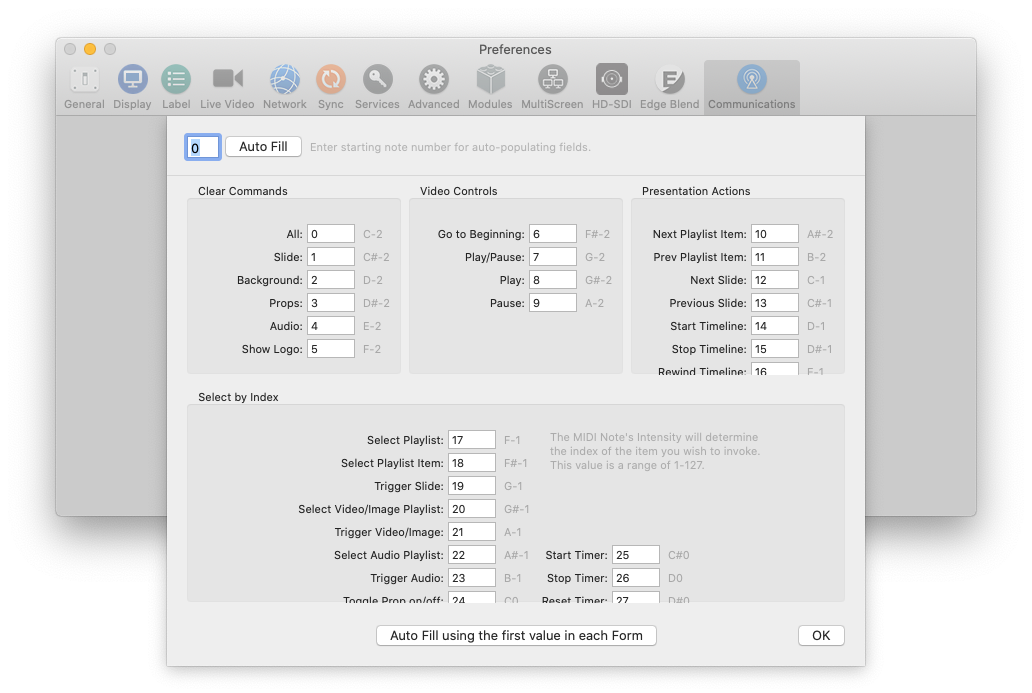 Preferences
General Display Label Live Video Network Sync Services Advanced Modules MultiScreen HD-SDI Edge Blend Communications
0 Auto Fill Enter starting note number for auto-populating fields.
Clear Commands
All: 0 C-2
Slide: 1 C#-2
Background: 2 D-2
Props: 3 D#-2
Audio: 4 E-2
Show Logo: 5 F-2
Video Controls
Go to Beginning: 6 F#-2
Play/Pause: 7 G-2
Play: 8 G#-2
Pause: 9 A-2
Presentation Actions
Next Playlist Item: 10 A#-2
Prev Playlist Item: 11 B-2
Next Slide: 12 C-1
Previous Slide: 13 C#-1
Start Timeline: 14 D-1
Stop Timeline: 15 D#-1
Rewind Timeline: 16 E-1
Select by Index
Select Playlist: 17 F-1
Select Playlist Item: 18 F#-1
Trigger Slide: 19 G-1
Select Video/Image Playlist: 20 G#-1
Trigger Video/Image: 21 A-1
Select Audio Playlist: 22 A#-1
Trigger Audio: 23 B-1
Toggle Prop on/off: 24 C0
The MIDI Note's Intensity will determine
the index of the item you wish to invoke.
This value is a range of 1-127.
Start Timer: 25 C#0
Stop Timer: 26 D0
Reset Timer: 27 D#0
Auto Fill using the first value in each Form
OK